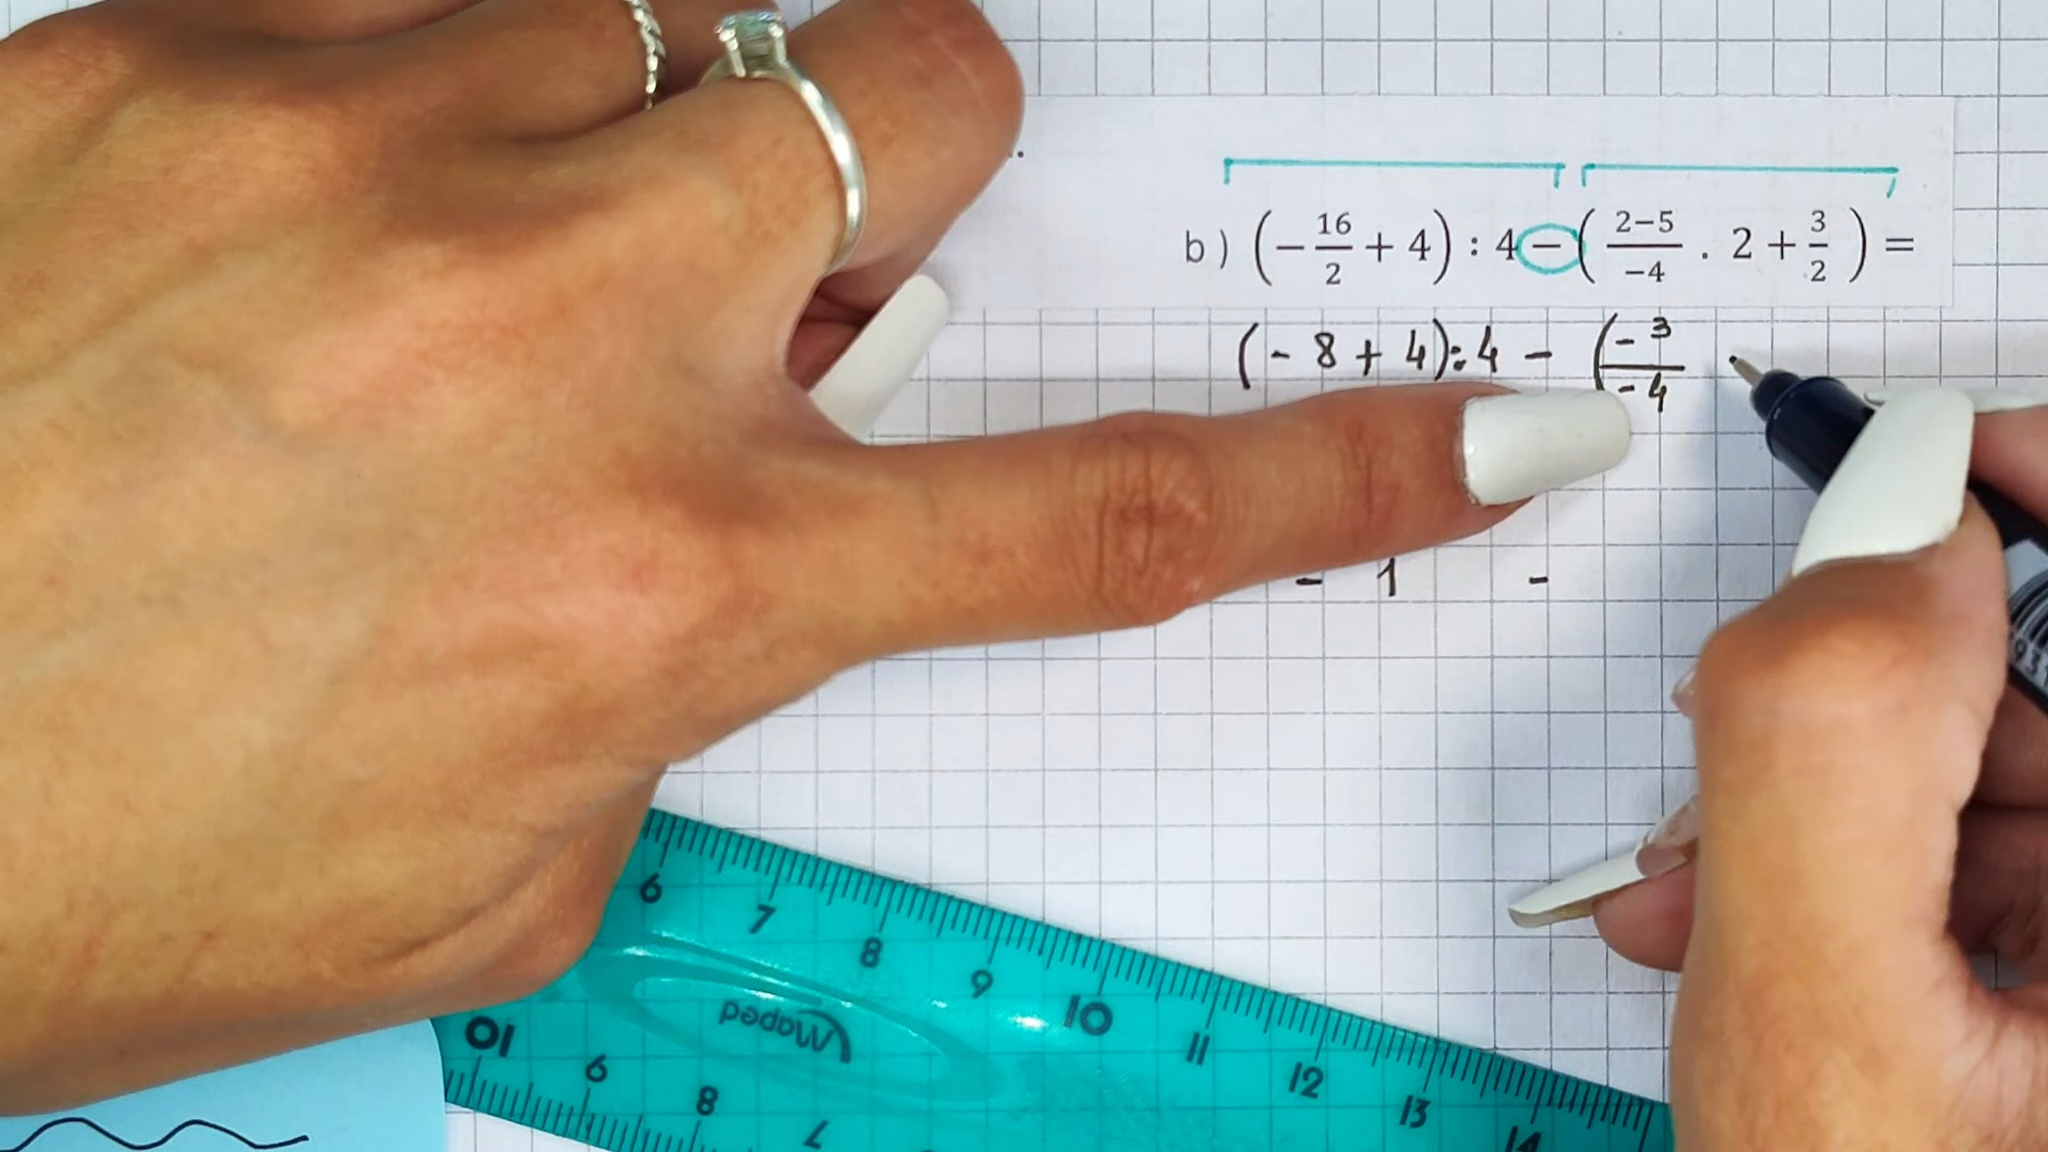 b) (−16/2 + 4) : 4 − (2−5/−4 . 2 + 3/2) =
(- 8 + 4):4 - (-3/-4 .
- 1 -
6 7 8 9 10 11 12 13 14
Maped
10 9 8 7